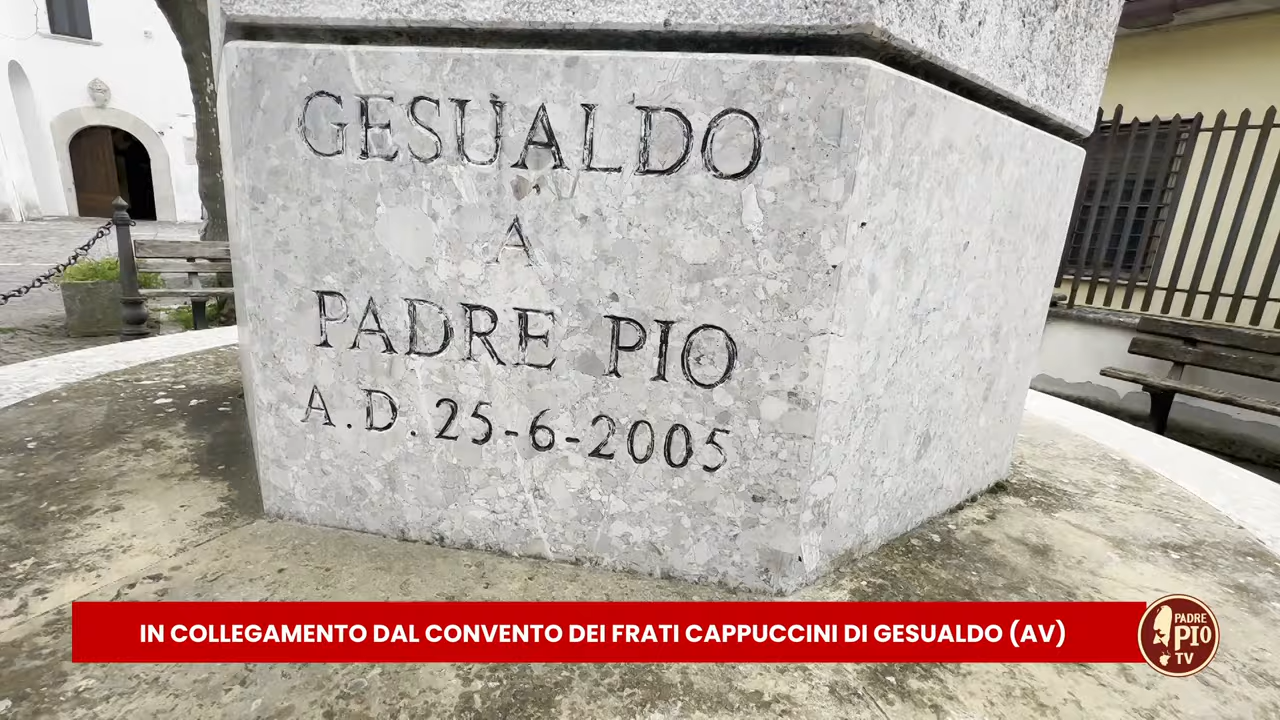 GESUALDO
A
PADRE PIO
A.D. 25-6-2005
IN COLLEGAMENTO DAL CONVENTO DEI FRATI CAPPUCCINI DI GESUALDO (AV)
PADRE
PIO
TV